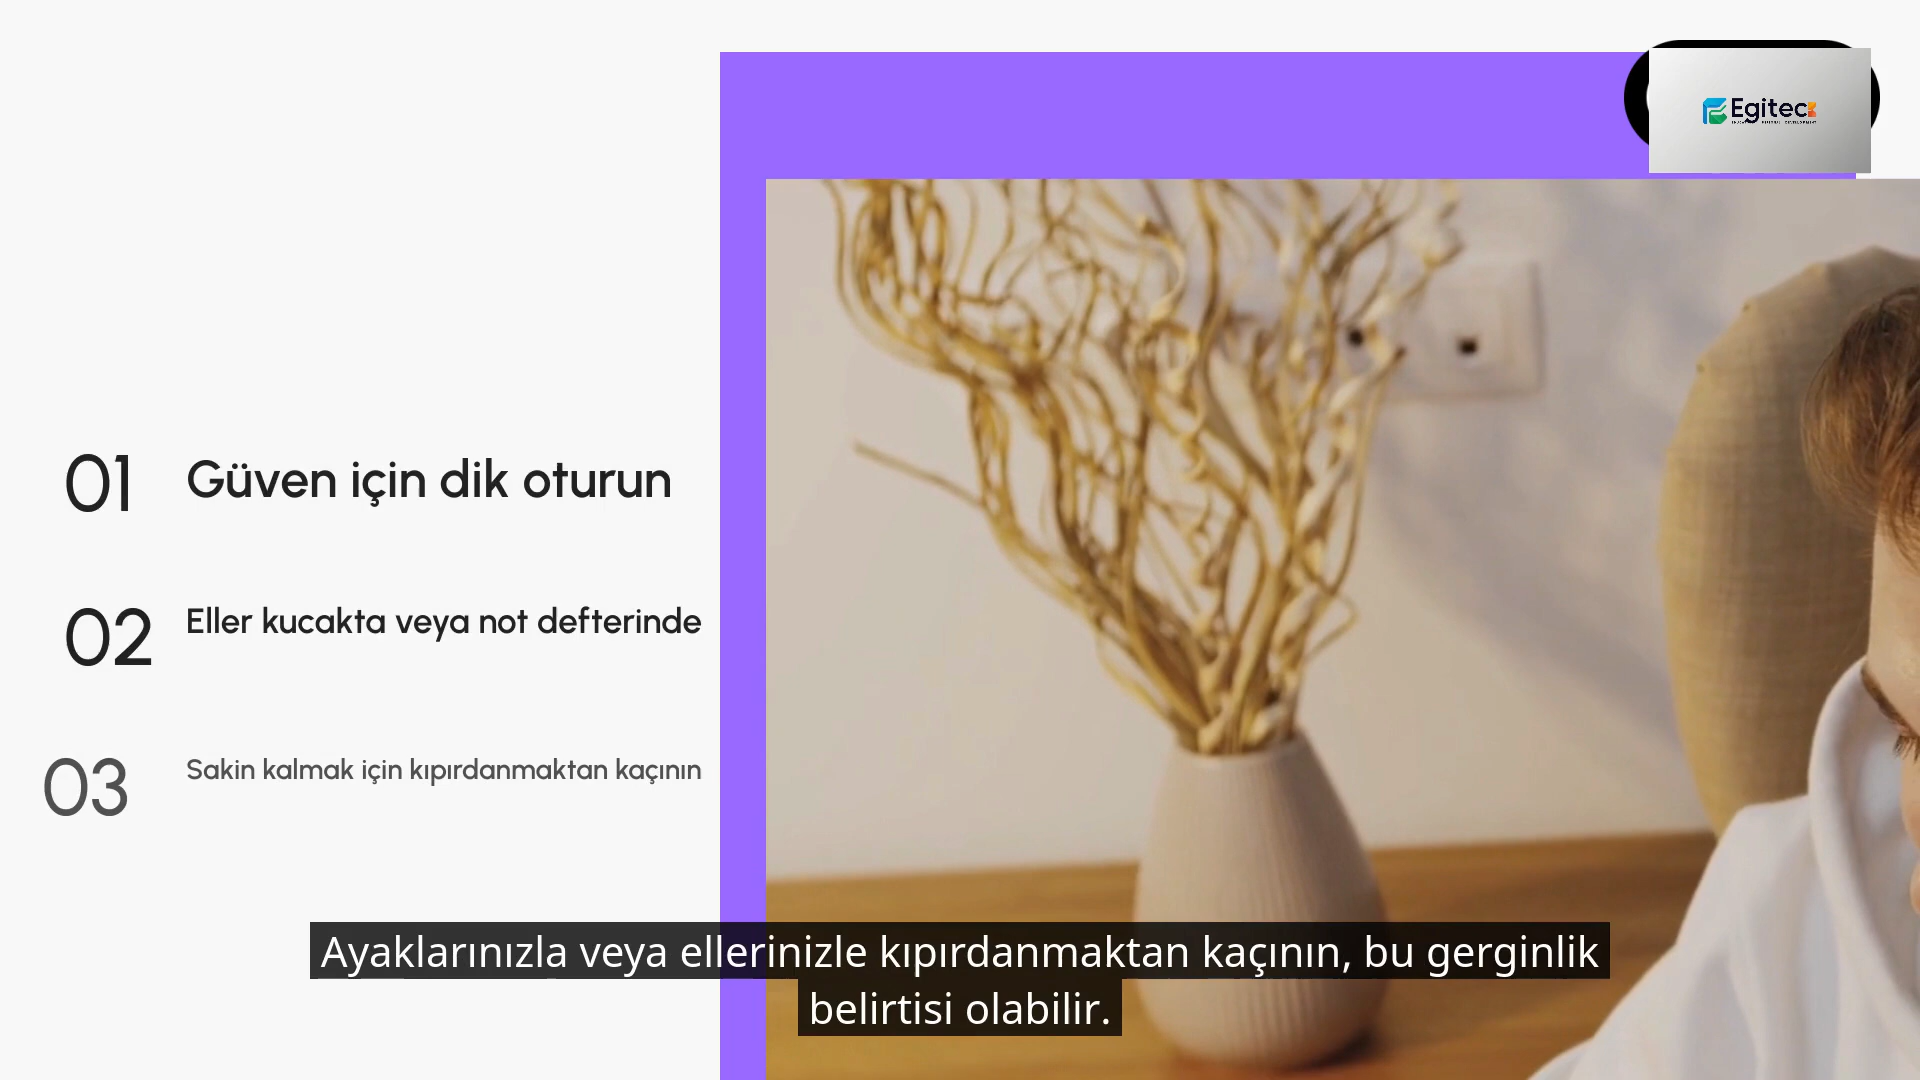 Egitech
01 Güven için dik oturun
02 Eller kucakta veya not defterinde
03 Sakin kalmak için kıpırdanmaktan kaçının
Ayaklarınızla veya ellerinizle kıpırdanmaktan kaçının, bu gerginlik
belirtisi olabilir.